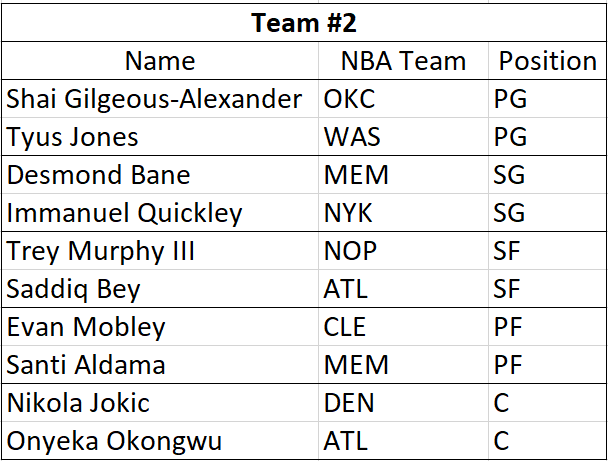 Team #2
Name NBA Team Position
Shai Gilgeous-Alexander OKC PG
Tyus Jones WAS PG
Desmond Bane MEM SG
Immanuel Quickley NYK SG
Trey Murphy III NOP SF
Saddiq Bey ATL SF
Evan Mobley CLE PF
Santi Aldama MEM PF
Nikola Jokic DEN C
Onyeka Okongwu ATL C